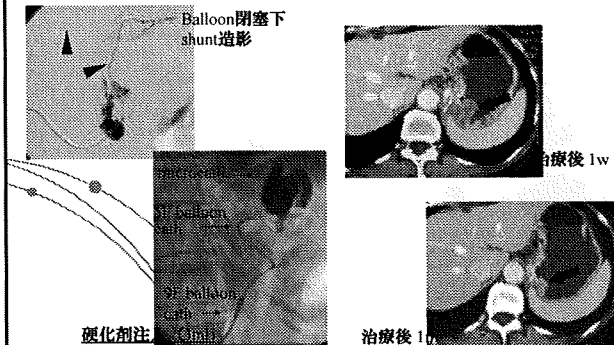 Balloon閉塞下
shunt造影
治療後 1w
microcath
5F balloon
cath
9F balloon
cath
硬化剤注入
治療後 1